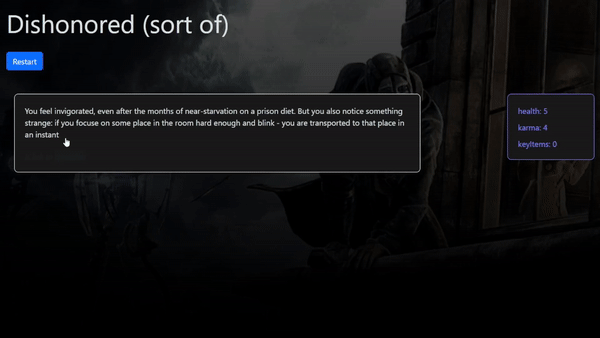 Dishonored (sort of)
Restart
You feel invigorated, even after the months of near-starvation on a prison diet. But you also notice something
strange: if you focus on some place in the room hard enough and blink - you are transported to that place in
an instant
health: 5
karma: 4
keyItems: 0